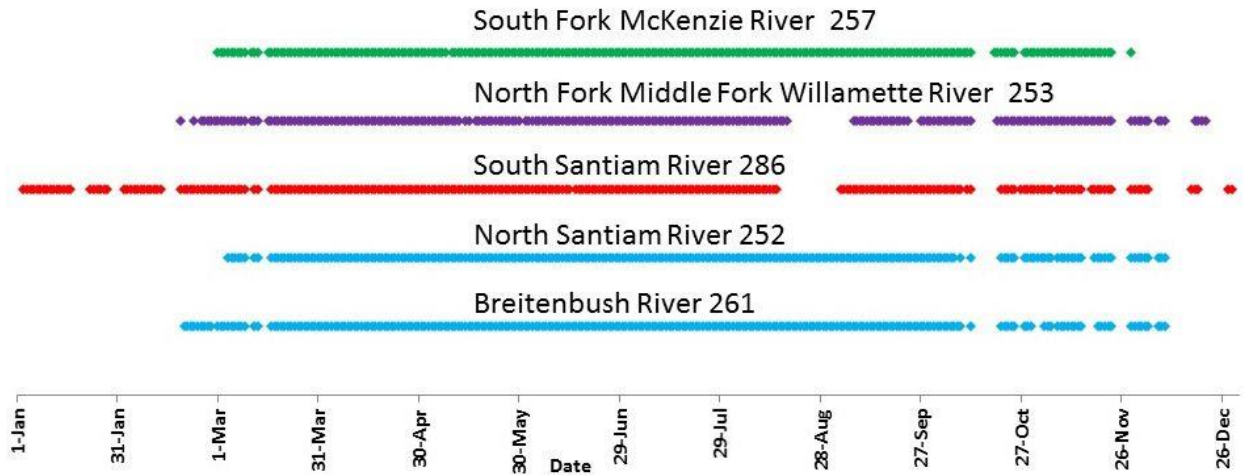 South Fork McKenzie River 257
North Fork Middle Fork Willamette River 253
South Santiam River 286
North Santiam River 252
Breitenbush River 261
1-Jan
31-Jan
1-Mar
31-Mar
30-Apr
30-May
29-Jun
29-Jul
28-Aug
27-Sep
27-Oct
26-Nov
26-Dec
Date